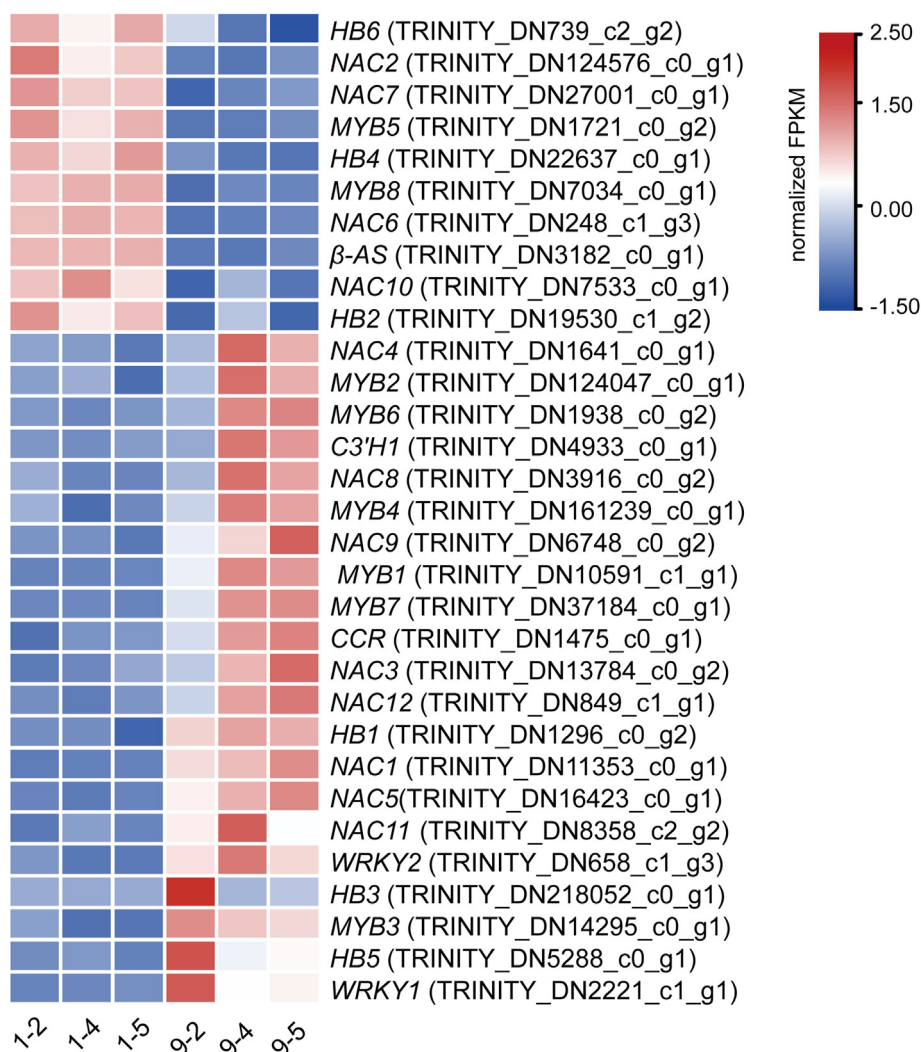 HB6 (TRINITY_DN739_c2_g2)
NAC2 (TRINITY_DN124576_c0_g1)
NAC7 (TRINITY_DN27001_c0_g1)
MYB5 (TRINITY_DN1721_c0_g2)
HB4 (TRINITY_DN22637_c0_g1)
MYB8 (TRINITY_DN7034_c0_g1)
NAC6 (TRINITY_DN248_c1_g3)
β-AS (TRINITY_DN3182_c0_g1)
NAC10 (TRINITY_DN7533_c0_g1)
HB2 (TRINITY_DN19530_c1_g2)
NAC4 (TRINITY_DN1641_c0_g1)
MYB2 (TRINITY_DN124047_c0_g1)
MYB6 (TRINITY_DN1938_c0_g2)
C3'H1 (TRINITY_DN4933_c0_g1)
NAC8 (TRINITY_DN3916_c0_g2)
MYB4 (TRINITY_DN161239_c0_g1)
NAC9 (TRINITY_DN6748_c0_g2)
MYB1 (TRINITY_DN10591_c1_g1)
MYB7 (TRINITY_DN37184_c0_g1)
CCR (TRINITY_DN1475_c0_g1)
NAC3 (TRINITY_DN13784_c0_g2)
NAC12 (TRINITY_DN849_c1_g1)
HB1 (TRINITY_DN1296_c0_g2)
NAC1 (TRINITY_DN11353_c0_g1)
NAC5(TRINITY_DN16423_c0_g1)
NAC11 (TRINITY_DN8358_c2_g2)
WRKY2 (TRINITY_DN658_c1_g3)
HB3 (TRINITY_DN218052_c0_g1)
MYB3 (TRINITY_DN14295_c0_g1)
HB5 (TRINITY_DN5288_c0_g1)
WRKY1 (TRINITY_DN2221_c1_g1)
1-2 1-4 1-5 9-2 9-4 9-5
normalized FPKM
2.50
1.50
0.00
-1.50